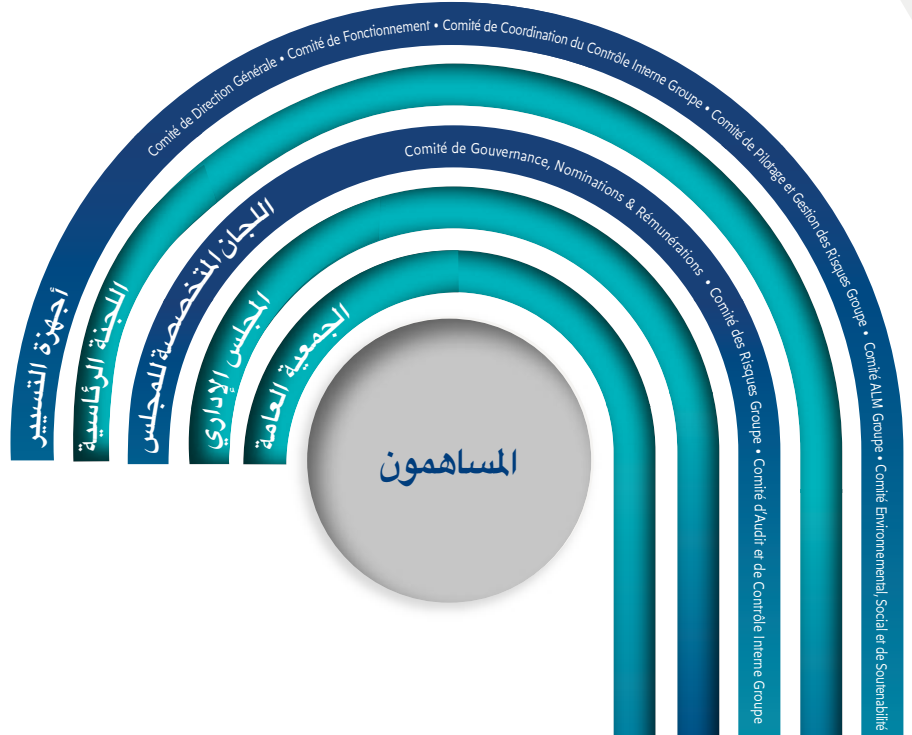 Comité de Direction Générale • Comité de Fonctionnement • Comité de Coordination du Contrôle Interne Groupe • Comité de Pilotage et Gestion des Risques Groupe • Comité ALM Groupe • Comité Environnemental, Social et de Soutenabilité
أجهزة التسيير
اللجنة الرئاسية
Comité de Gouvernance, Nominations & Rémunérations • Comité des Risques Groupe • Comité d'Audit et de Contrôle Interne Groupe
اللجان المتخصصة للمجلس
المجلس الإداري
الجمعية العامة
المساهمون